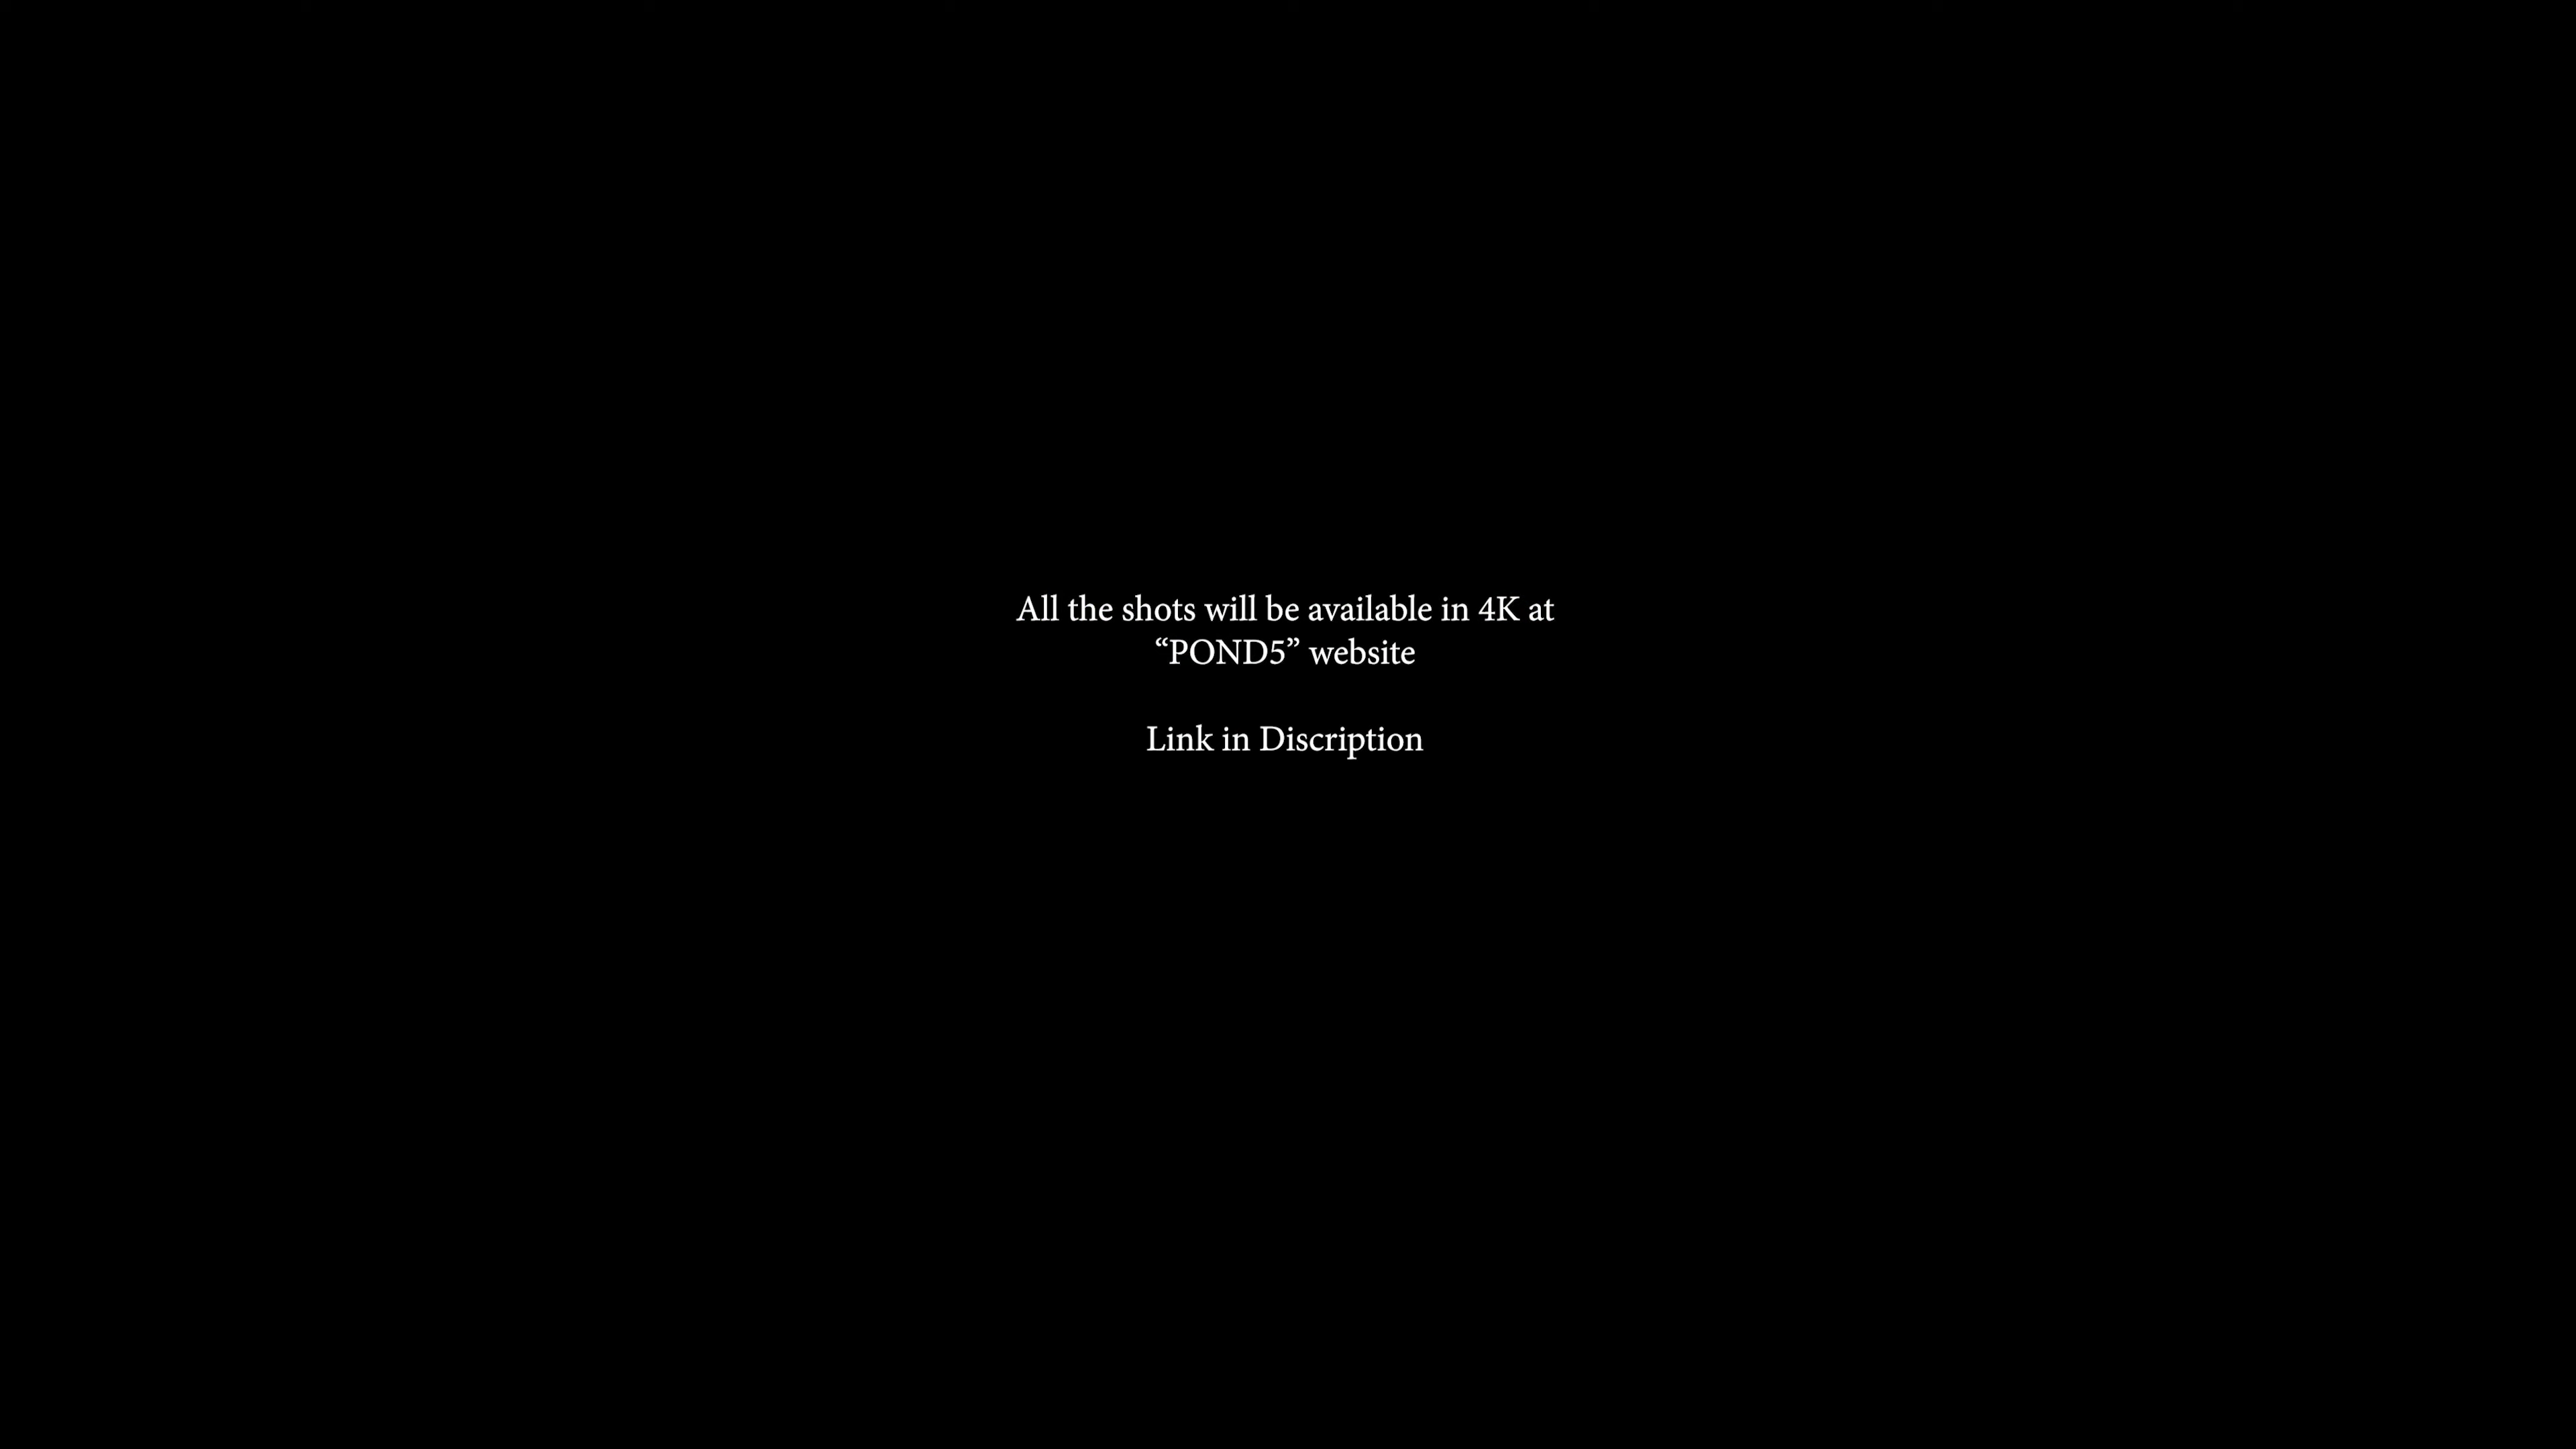 All the shots will be available in 4K at
“POND5” website
Link in Discription